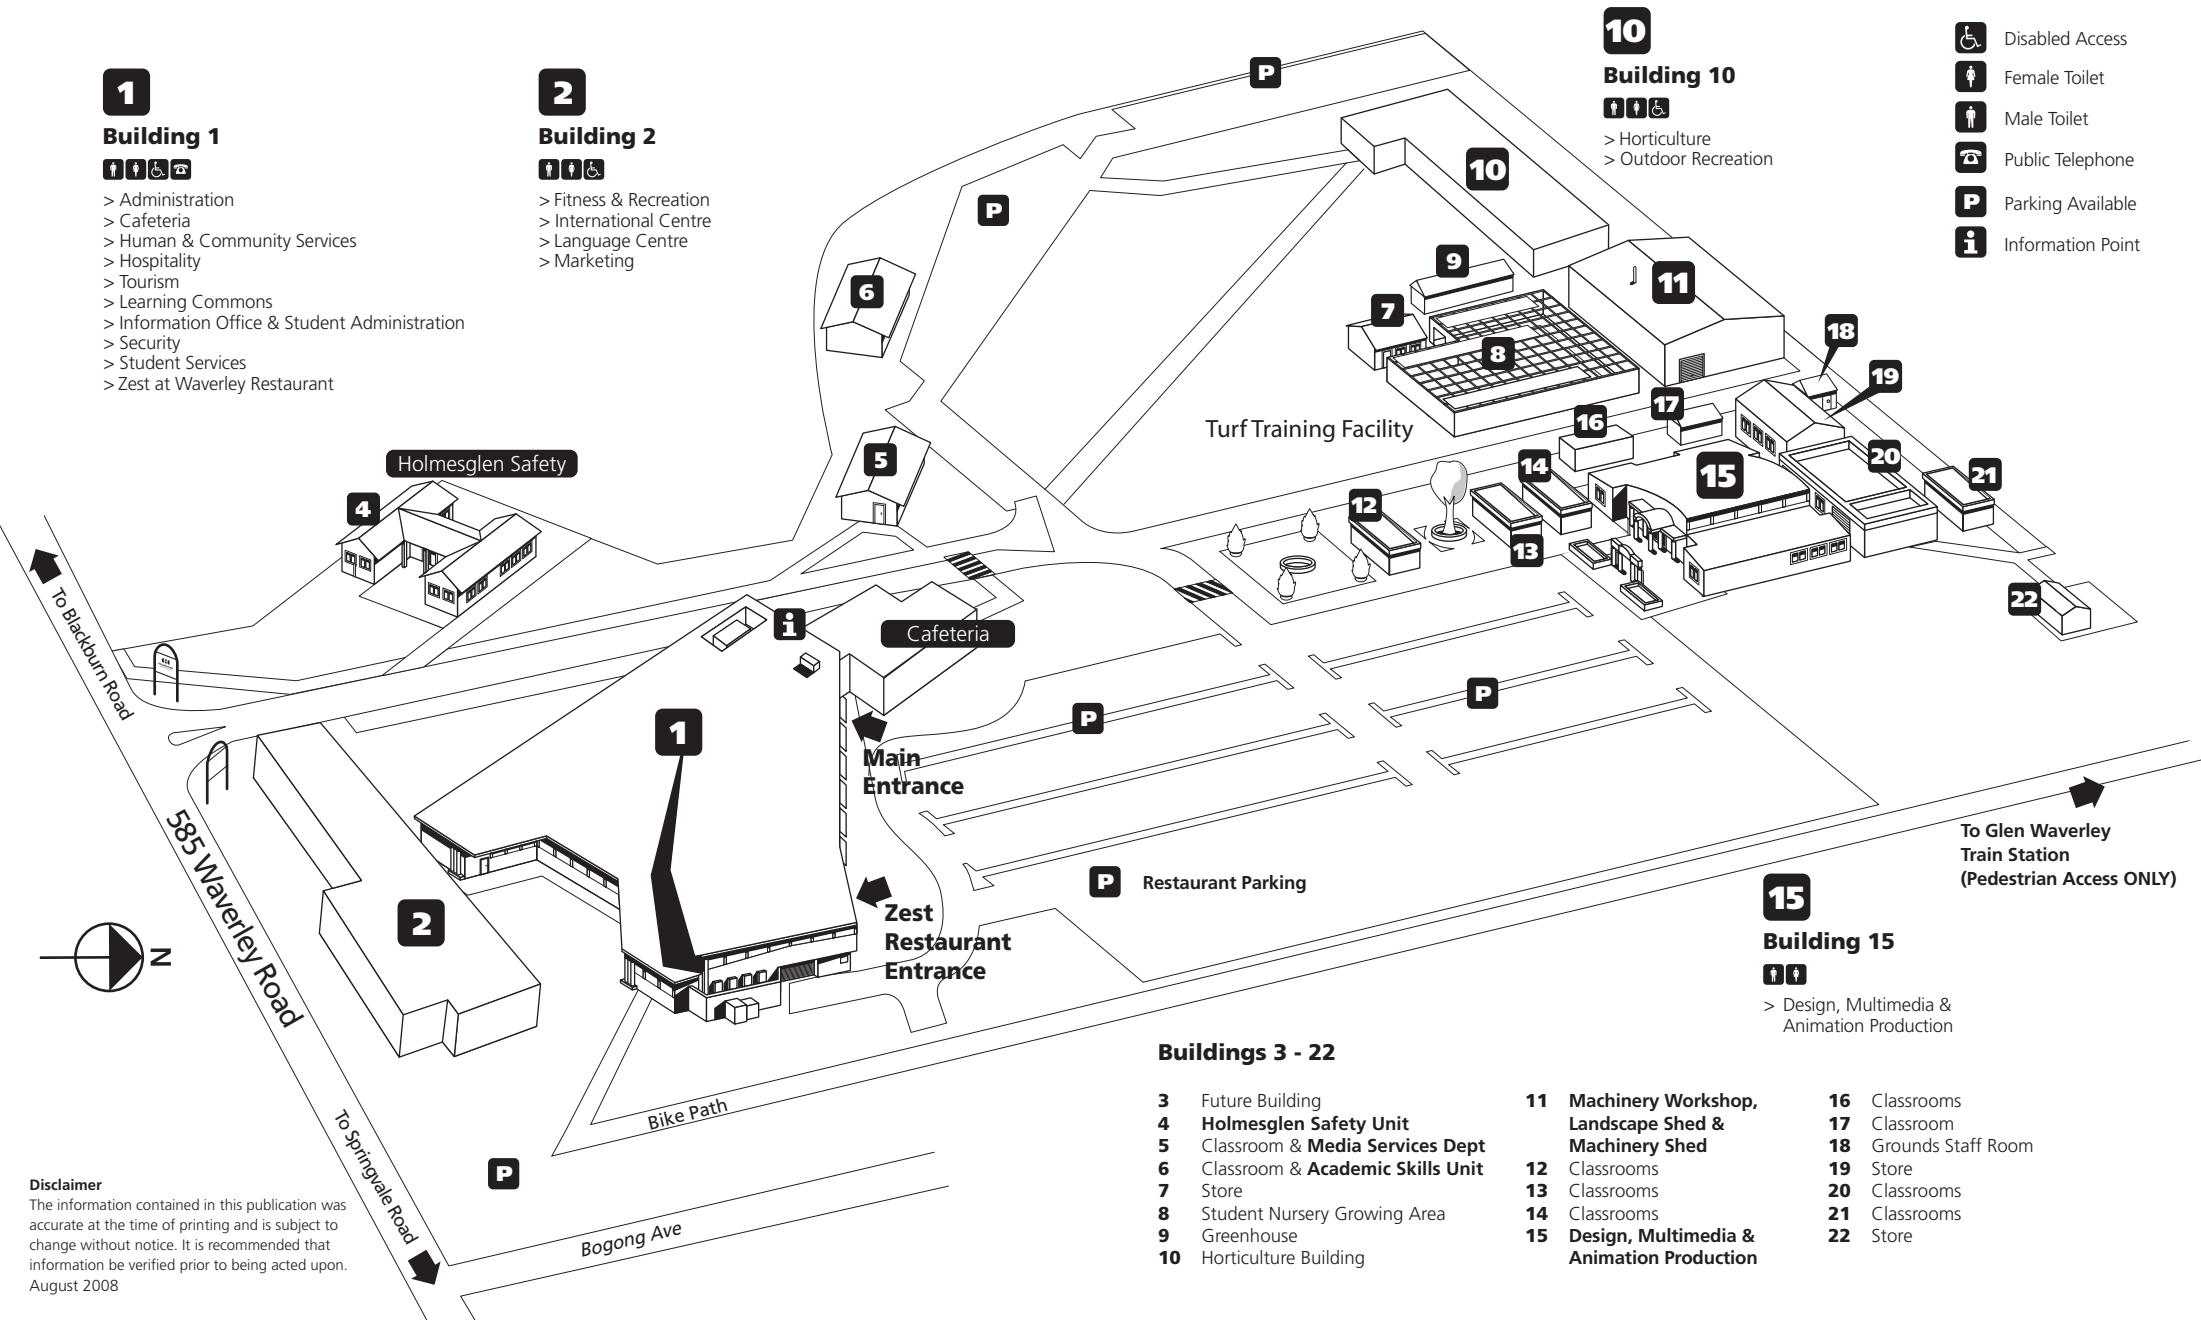 1
Building 1
> Administration
> Cafeteria
> Human & Community Services
> Hospitality
> Tourism
> Learning Commons
> Information Office & Student Administration
> Security
> Student Services
> Zest at Waverley Restaurant
2
Building 2
> Fitness & Recreation
> International Centre
> Language Centre
> Marketing
10
Building 10
> Horticulture
> Outdoor Recreation
Disabled Access
Female Toilet
Male Toilet
Public Telephone
P Parking Available
i Information Point
P
P
10
9
11
7
8
6
18
19
17
16
Turf Training Facility
5
14
15
20
21
12
13
22
Holmesglen Safety
4
i
Cafeteria
To Blackburn Road
1
Main
Entrance
P
P
585 Waverley Road
2
Zest
Restaurant
Entrance
P Restaurant Parking
To Glen Waverley
Train Station
(Pedestrian Access ONLY)
N
15
Building 15
> Design, Multimedia &
Animation Production
Bike Path
To Springvale Road
P
Bogong Ave
Disclaimer
The information contained in this publication was
accurate at the time of printing and is subject to
change without notice. It is recommended that
information be verified prior to being acted upon.
August 2008
Buildings 3 - 22
3 Future Building
4 Holmesglen Safety Unit
5 Classroom & Media Services Dept
6 Classroom & Academic Skills Unit
7 Store
8 Student Nursery Growing Area
9 Greenhouse
10 Horticulture Building
11 Machinery Workshop,
Landscape Shed &
Machinery Shed
12 Classrooms
13 Classrooms
14 Classrooms
15 Design, Multimedia &
Animation Production
16 Classrooms
17 Classroom
18 Grounds Staff Room
19 Store
20 Classrooms
21 Classrooms
22 Store